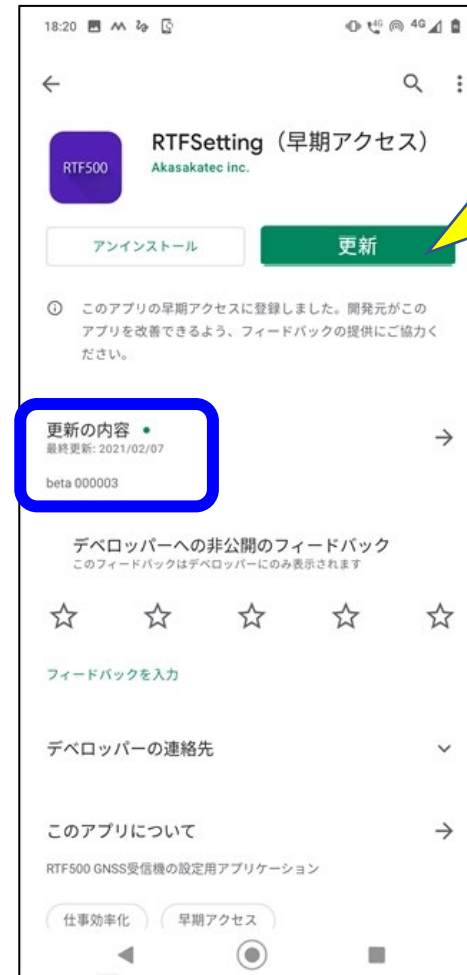 18:20
4G 4G
RTF500
RTFSetting（早期アクセス）
Akasakatec inc.
アンインストール
更新
このアプリの早期アクセスに登録しました。開発元がこの
アプリを改善できるよう、フィードバックの提供にご協力く
ださい。
更新の内容
最終更新: 2021/02/07
beta 000003
デベロッパーへの非公開のフィードバック
このフィードバックはデベロッパーにのみ表示されます
フィードバックを入力
デベロッパーの連絡先
このアプリについて
RTF500 GNSS受信機の設定用アプリケーション
仕事効率化
早期アクセス